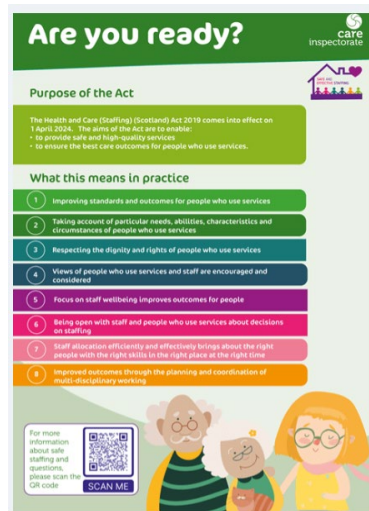 Are you ready?
care
inspectorate
SAFE AND
EFFECTIVE STAFFING
Purpose of the Act
The Health and Care (Staffing) (Scotland) Act 2019 comes into effect on
1 April 2024. The aims of the Act are to enable:
• to provide safe and high-quality services
• to ensure the best care outcomes for people who use services.
What this means in practice
1 Improving standards and outcomes for people who use services
2 Taking account of particular needs, abilities, characteristics and
circumstances of people who use services
3 Respecting the dignity and rights of people who use services
4 Views of people who use services and staff are encouraged and
considered
5 Focus on staff wellbeing improves outcomes for people
6 Being open with staff and people who use services about decisions
on staffing
7 Staff allocation efficiently and effectively brings about the right
people with the right skills in the right place at the right time
8 Improved outcomes through the planning and coordination of
multi-disciplinary working
For more
information
about safe
staffing and
questions,
please scan the
QR code
SCAN ME